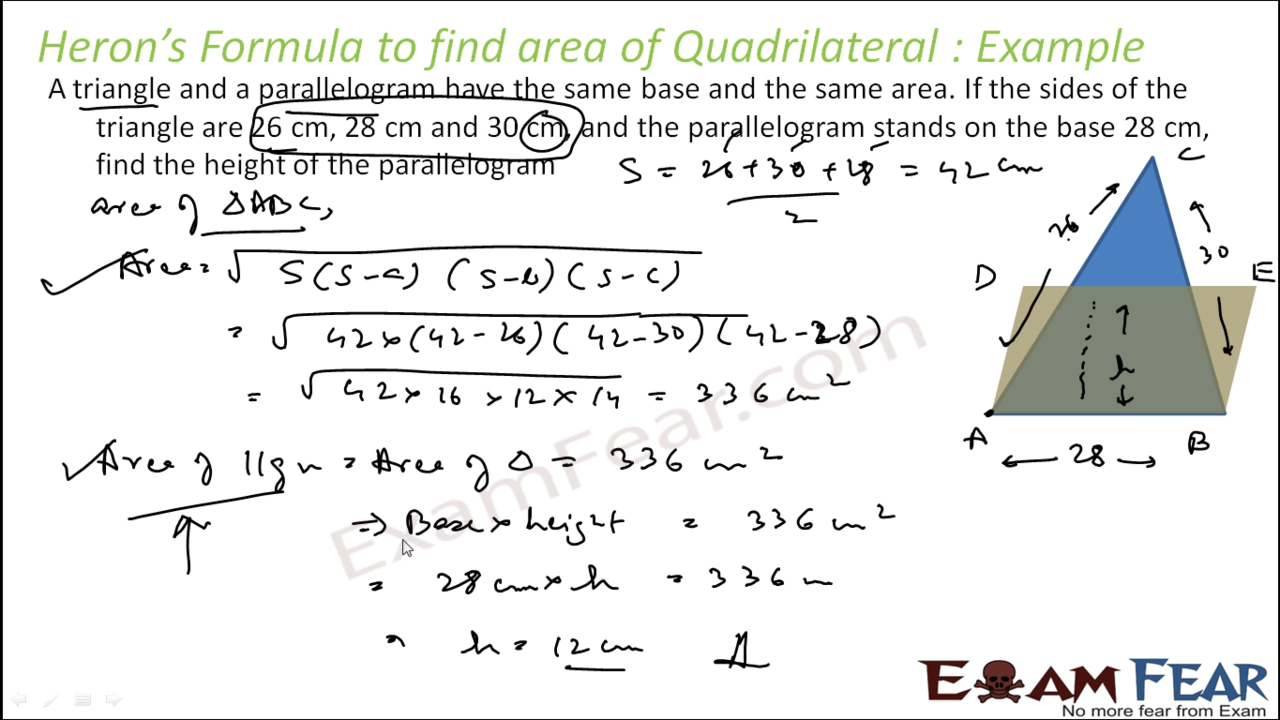 Heron's Formula to find area of Quadrilateral : Example
A triangle and a parallelogram have the same base and the same area. If the sides of the
triangle are 26 cm, 28 cm and 30 cm, and the parallelogram stands on the base 28 cm,
find the height of the parallelogram
S = 26+30+28 / 2 = 42 cm
area of ΔABC,
Area = √S(S-a) (S-b) (S-c)
= √42×(42-26)(42-30)(42-28)
= √42×16×12×14 = 336 cm²
Area of ||gm = Area of Δ = 336 cm²
⇒ Base × height = 336 cm²
= 28 cm × h = 336 m
h = 12 cm
C
26
30
D
E
h
A
B
28
ExamFear.com
EXAM FEAR
No more fear from Exam